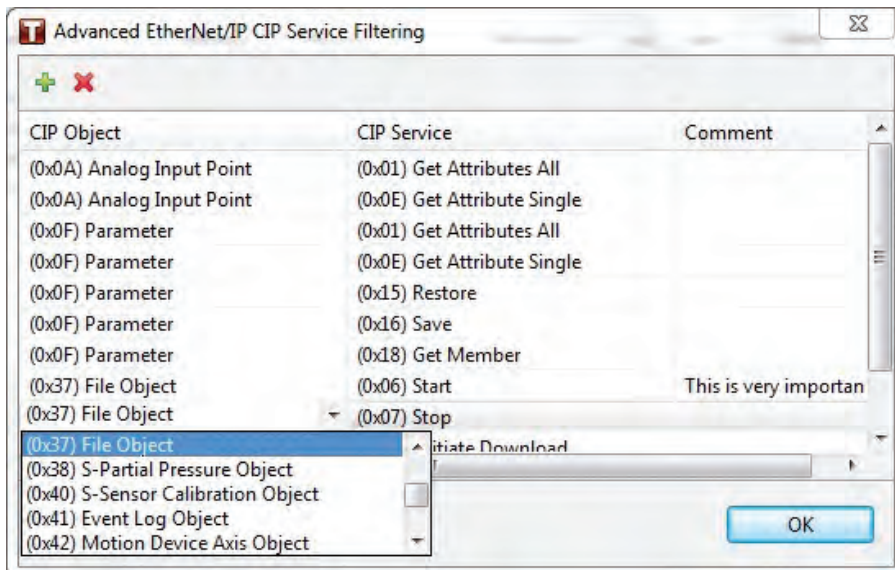 Advanced EtherNet/IP CIP Service Filtering
CIP Object CIP Service Comment
(0x0A) Analog Input Point (0x01) Get Attributes All
(0x0A) Analog Input Point (0x0E) Get Attribute Single
(0x0F) Parameter (0x01) Get Attributes All
(0x0F) Parameter (0x0E) Get Attribute Single
(0x0F) Parameter (0x15) Restore
(0x0F) Parameter (0x16) Save
(0x0F) Parameter (0x18) Get Member
(0x37) File Object (0x06) Start This is very importan
(0x37) File Object (0x07) Stop
(0x37) File Object itiate Download
(0x38) S-Partial Pressure Object
(0x40) S-Sensor Calibration Object
(0x41) Event Log Object
(0x42) Motion Device Axis Object
OK